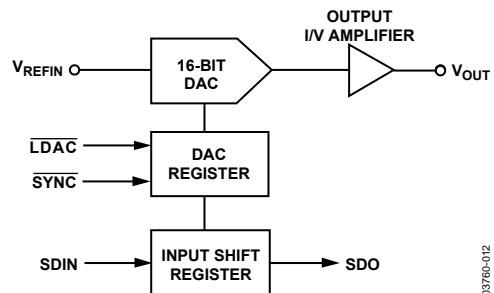 OUTPUT
I/V AMPLIFIER
VREFIN
16-BIT
DAC
VOUT
LDAC
DAC
REGISTER
SYNC
SDIN
INPUT SHIFT
REGISTER
SDO
03760-012